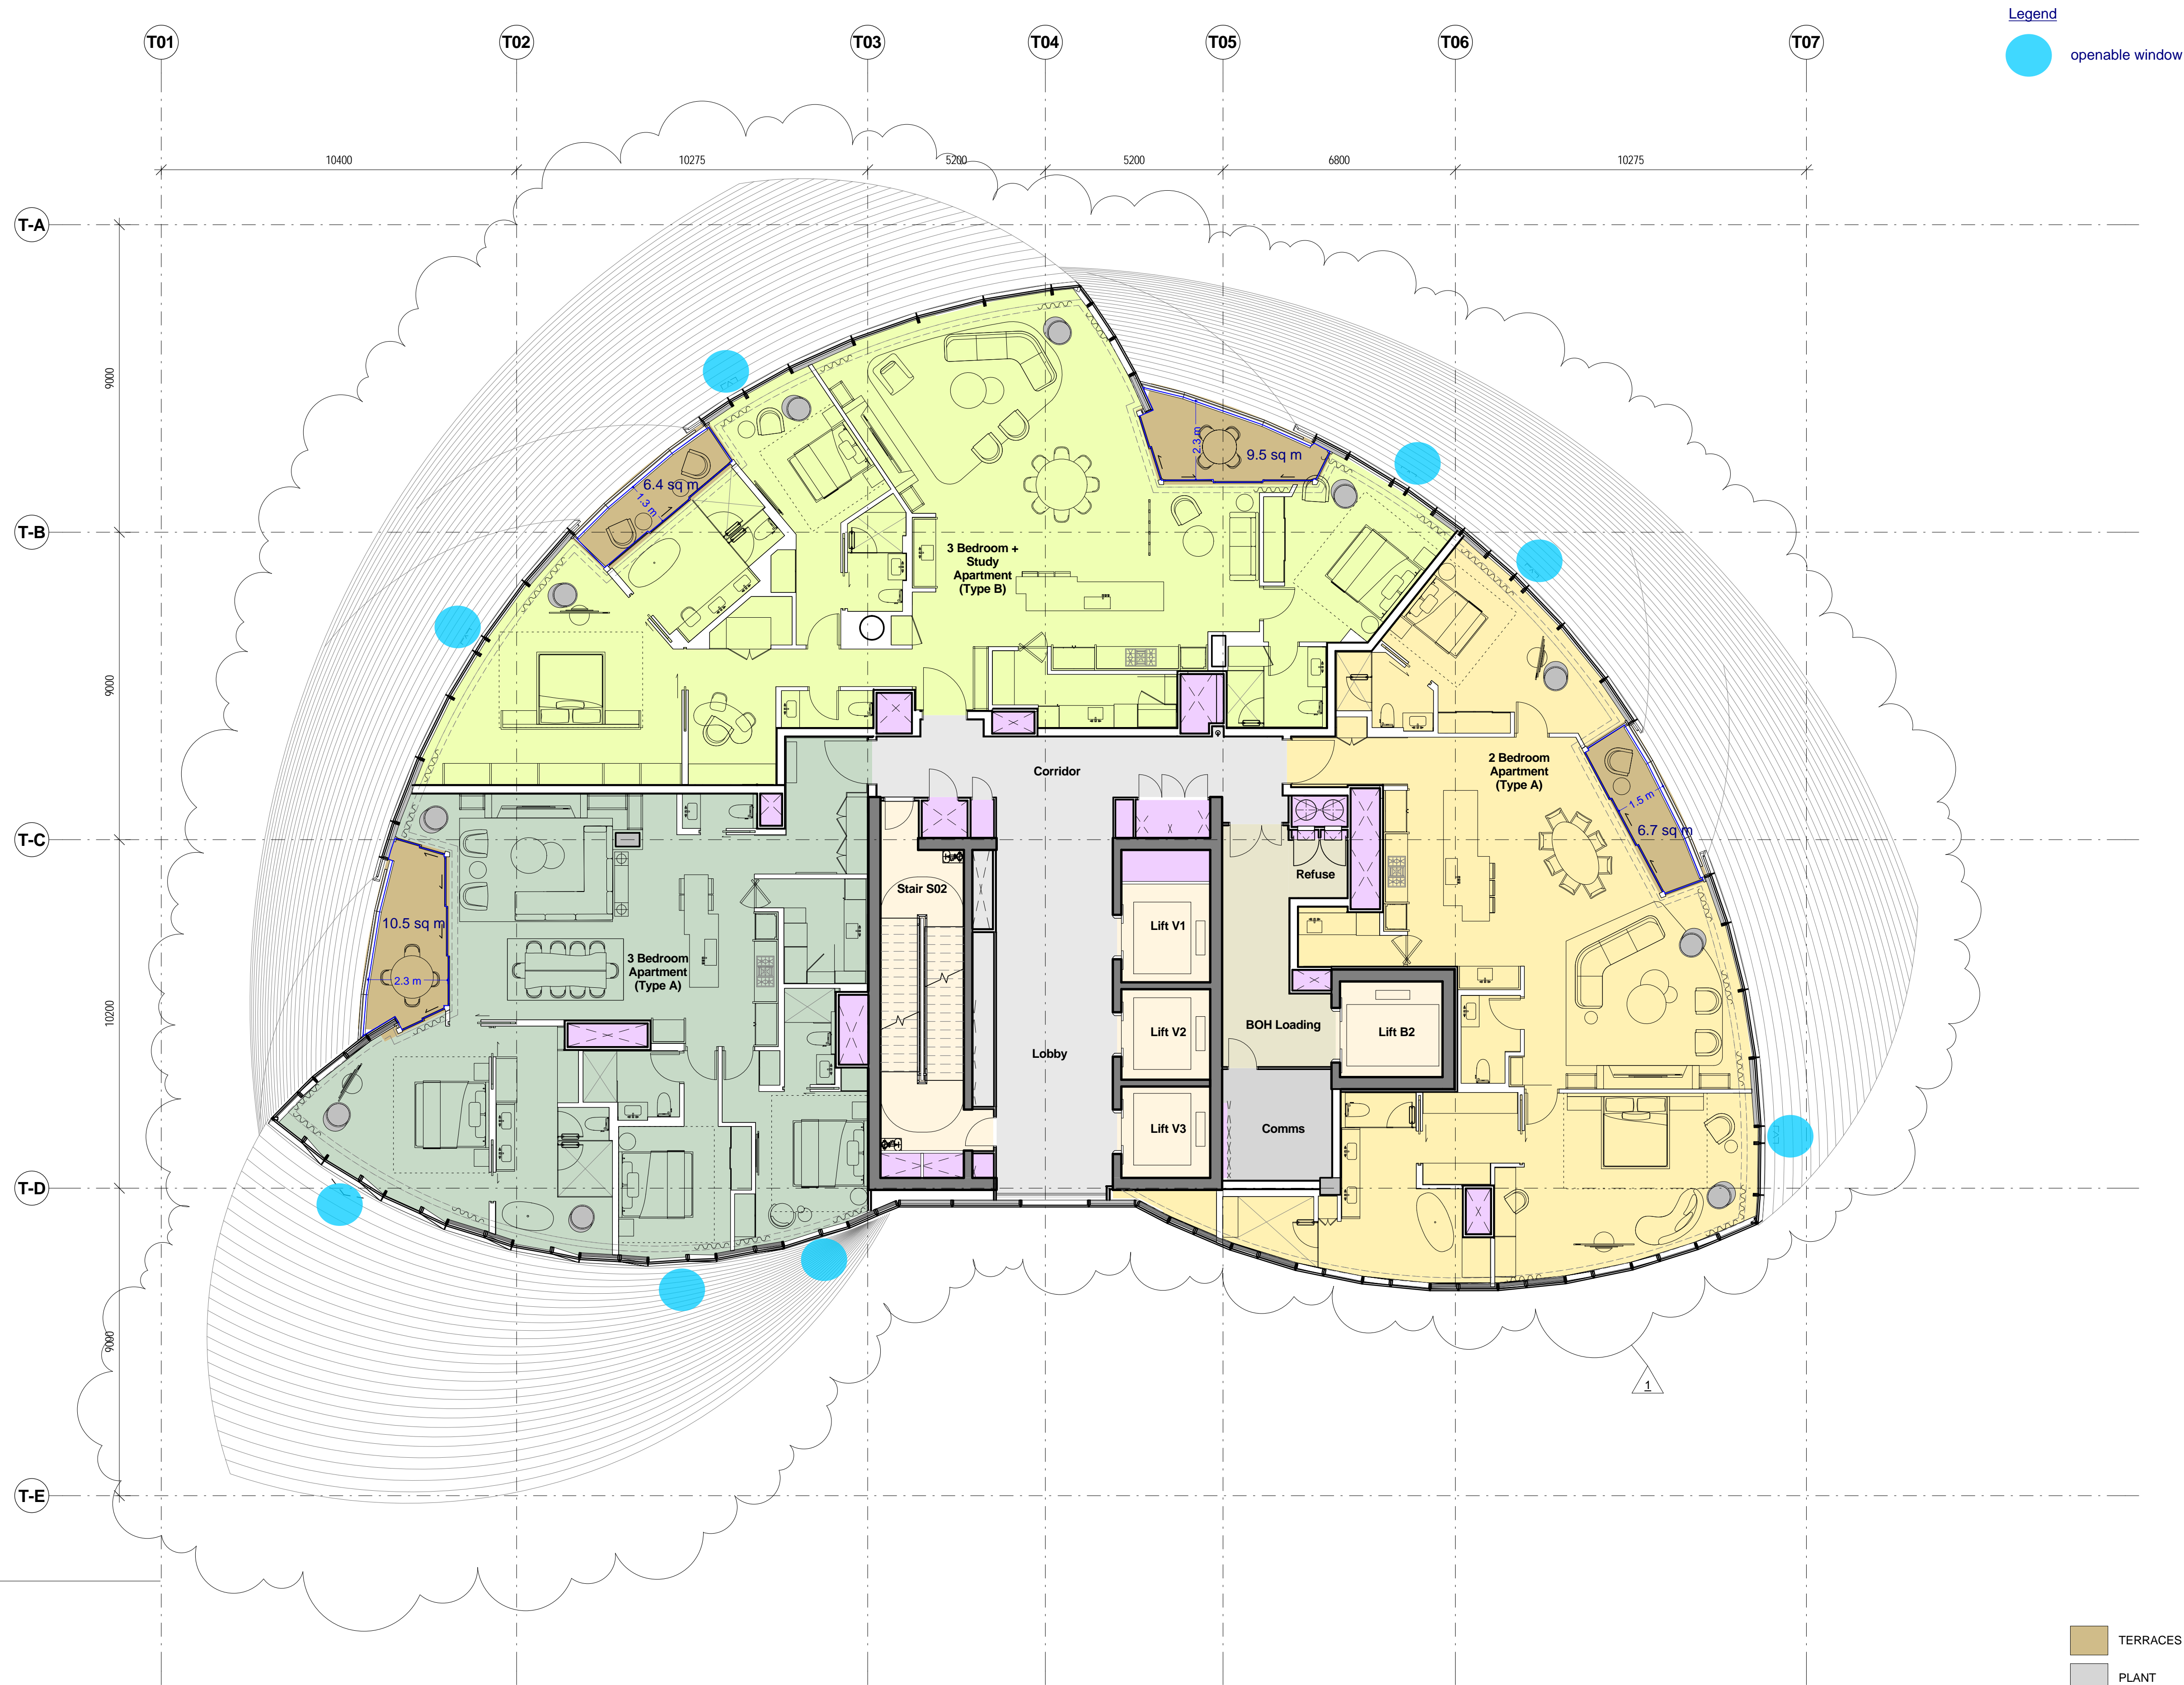 Legend
openable window
T01
T02
T03
T04
T05
T06
T07
10400
10275
5200
5200
6800
10275
T-A
9000
T-B
9000
T-C
10200
T-D
9090
T-E
2.3 m
9.5 sq m
6.4 sq m
1.3 m
3 Bedroom +
Study
Apartment
(Type B)
2 Bedroom
Apartment
(Type A)
1.5 m
6.7 sq m
Corridor
Refuse
Stair S02
Lift V1
10.5 sq m
2.3 m
3 Bedroom
Apartment
(Type A)
Lift V2
BOH Loading
Lift B2
Lobby
Lift V3
Comms
1
TERRACES
PLANT